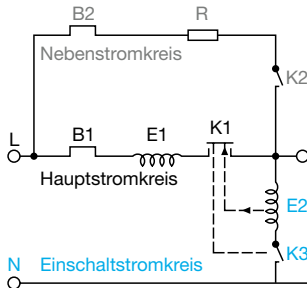 B2 R
Nebenstromkreis
K2
L B1 E1 K1
Hauptstromkreis
E2
K3
N Einschaltstromkreis